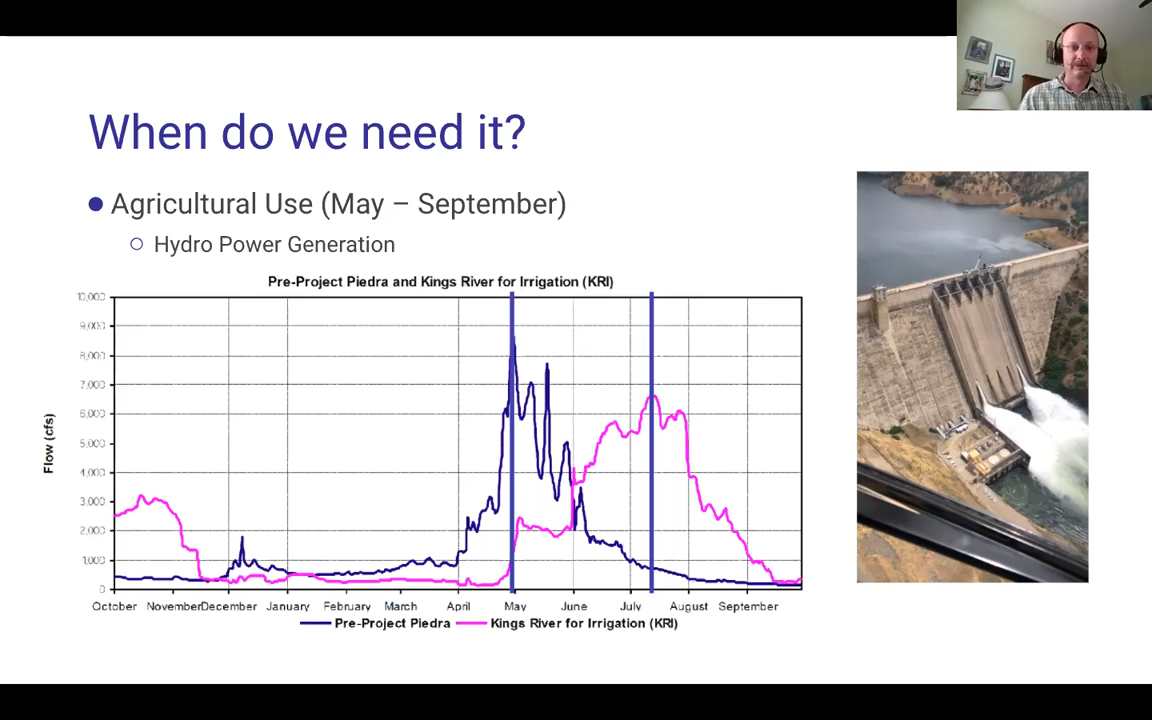 When do we need it?
Agricultural Use (May – September)
Hydro Power Generation
Pre-Project Piedra and Kings River for Irrigation (KRI)
10,000
9,000
8,000
7,000
6,000
5,000
4,000
3,000
2,000
1,000
0
Flow (cfs)
October November December January February March April May June July August September
Pre-Project Piedra Kings River for Irrigation (KRI)